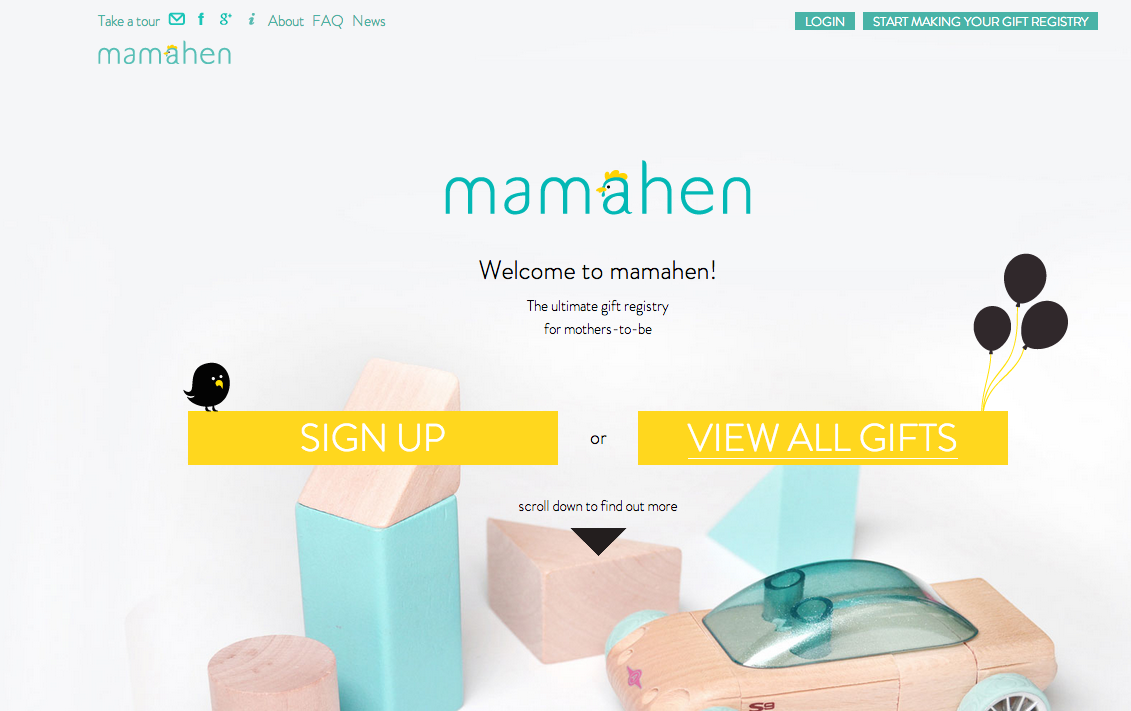 Take a tour f g+ i About FAQ News
LOGIN START MAKING YOUR GIFT REGISTRY
mamahen
mamahen
Welcome to mamahen!
The ultimate gift registry
for mothers-to-be
SIGN UP or VIEW ALL GIFTS
scroll down to find out more
S9